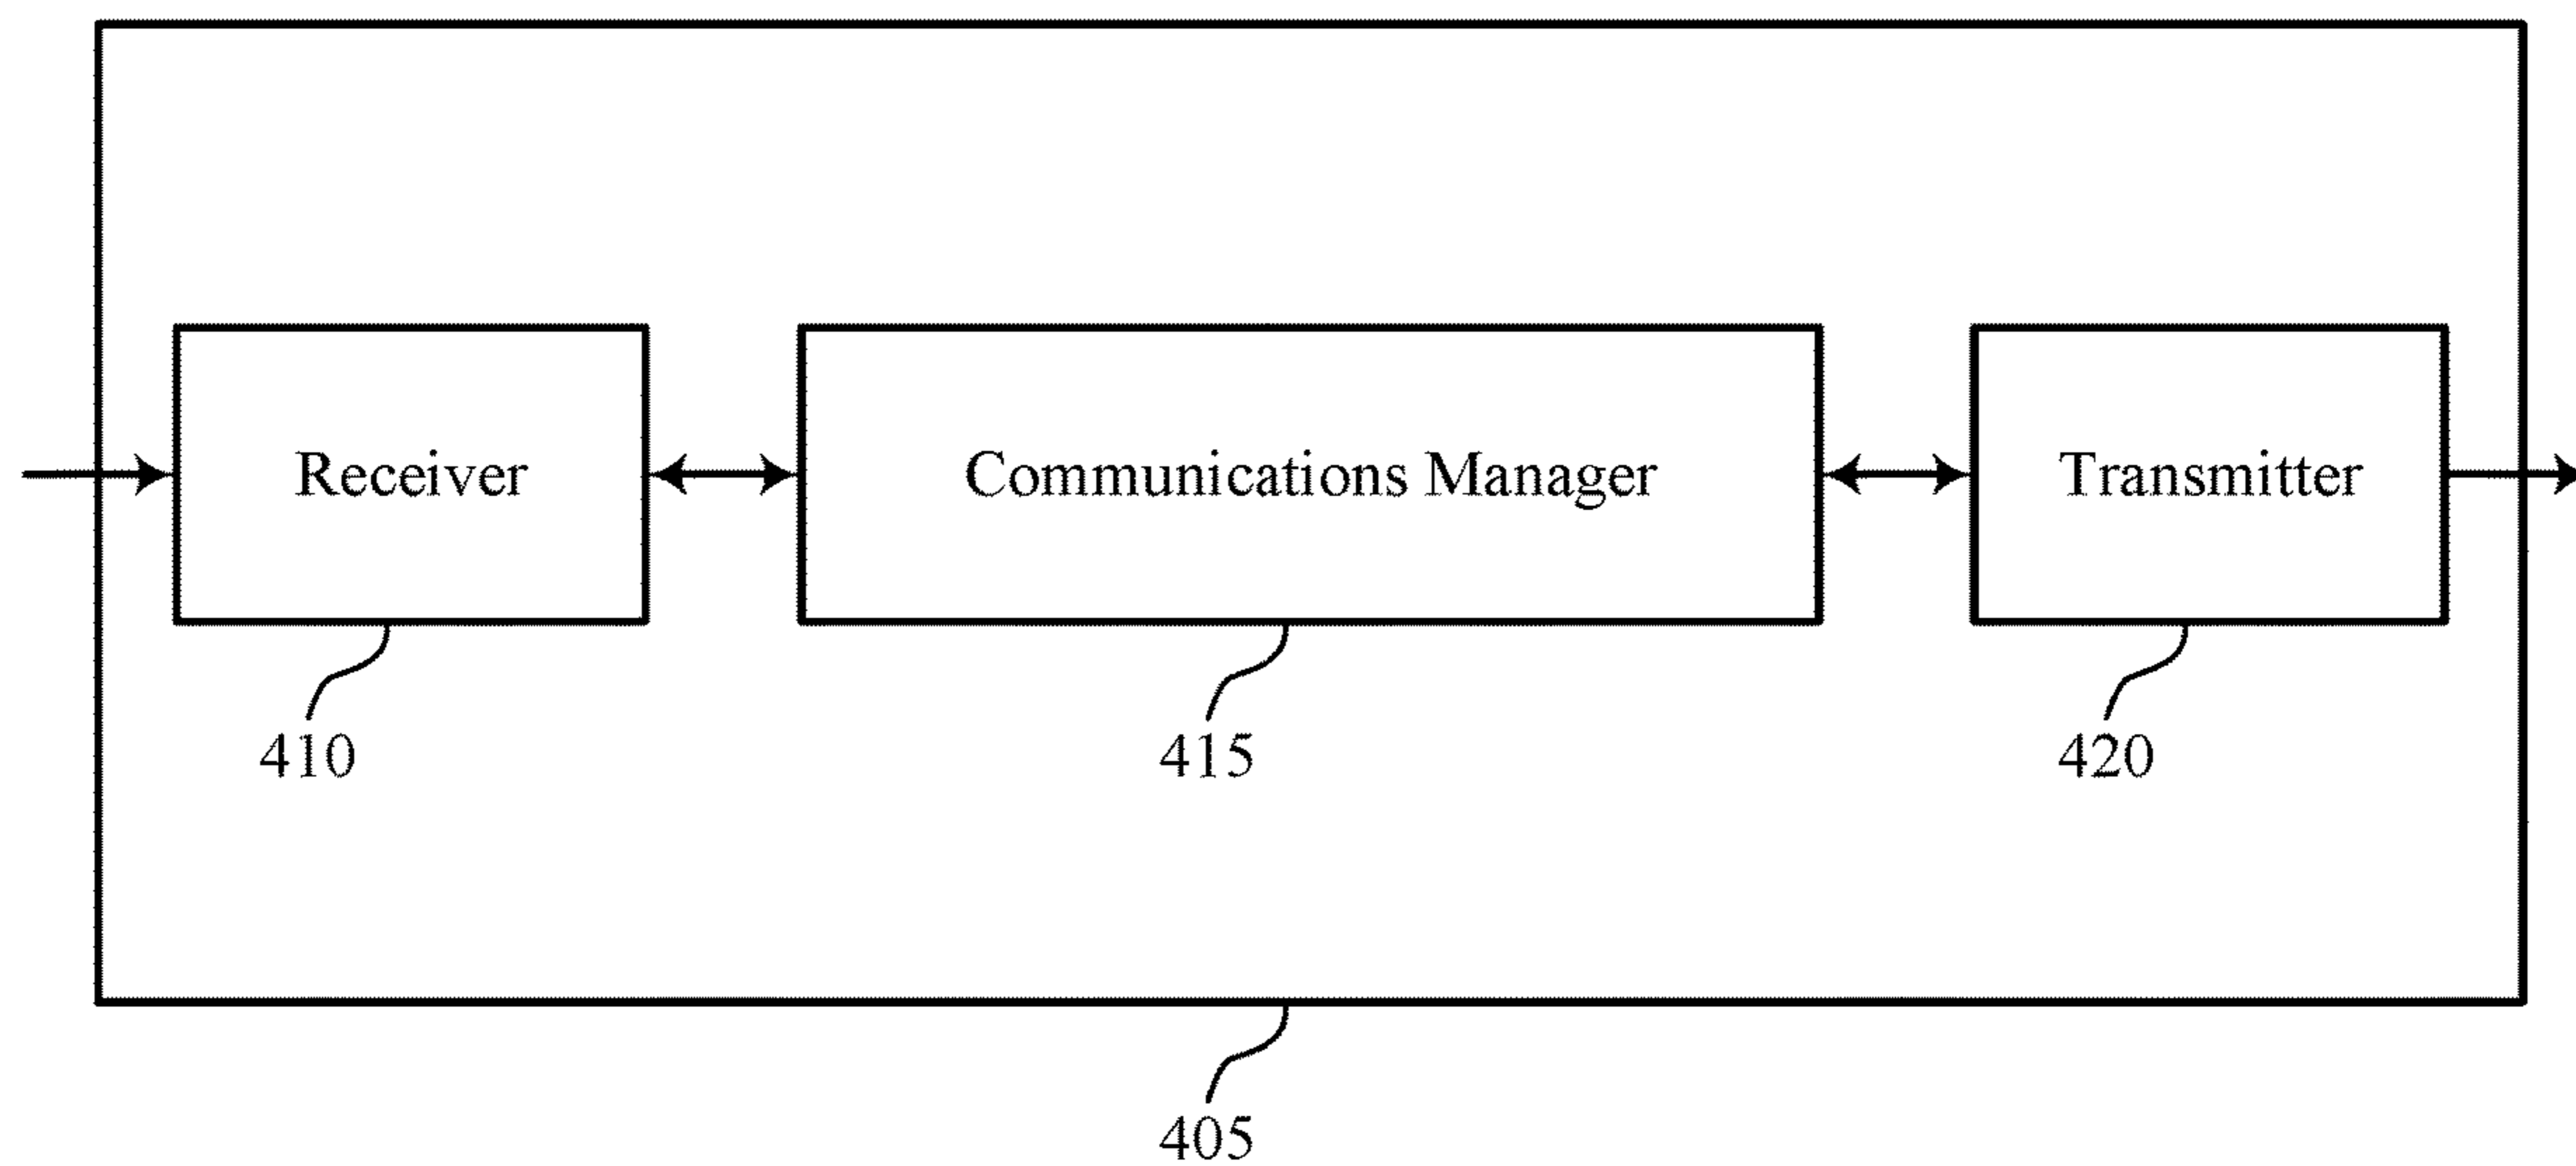 Receiver
Communications Manager
Transmitter
410
415
420
405